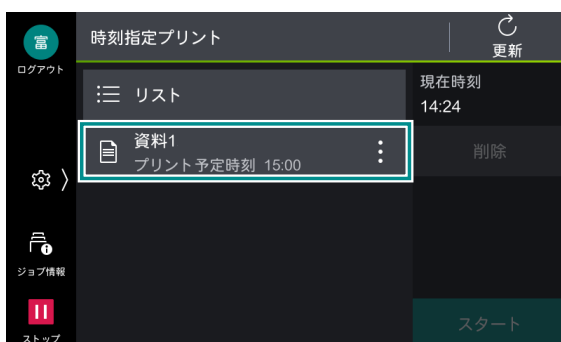 富
ログアウト
ジョブ情報
ストップ
時刻指定プリント
更新
リスト
資料1
プリント予定時刻 15:00
現在時刻
14:24
削除
スタート